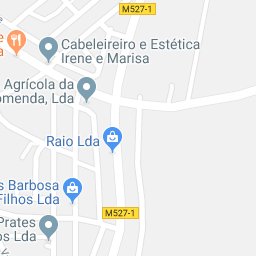 M527-1
Cabeleireiro e Estética
Irene e Marisa
Agrícola da
omenda, Lda
Raio Lda
s Barbosa
Filhos Lda
M527-1
Prates
os Lda